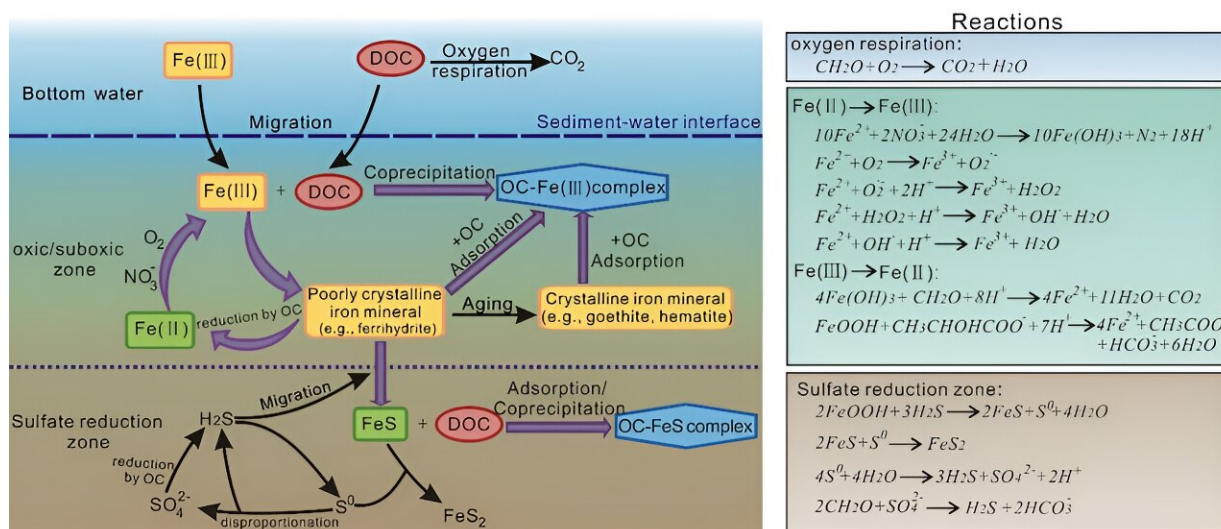 Fe(III)
DOC
Oxygen
respiration
CO2
Bottom water
Migration
Sediment-water interface
Fe(III)
+
DOC
Coprecipitation
OC-Fe(III)complex
oxic/suboxic
zone
O2
NO3-
+OC
Adsorption
+OC
Adsorption
Fe(II)
reduction by OC
Poorly crystalline
iron mineral
(e.g., ferrihydrite)
Aging
Crystalline iron mineral
(e.g., goethite, hematite)
Sulfate reduction
zone
H2S
Migration
FeS
+
DOC
Adsorption/
Coprecipitation
OC-FeS complex
reduction
by OC
SO4 2-
disproportionation
S0
FeS2
Reactions
oxygen respiration:
CH2O+O2 → CO2+H2O
Fe(II)→Fe(III):
10Fe2++2NO3-+24H2O → 10Fe(OH)3+N2+18H+
Fe2++O2 → Fe3++O2·-
Fe2++O2·-+2H+ → Fe3++H2O2
Fe2++H2O2+H+ → Fe3++OH·+H2O
Fe2++OH·+H+ → Fe3++H2O
Fe(III)→Fe(II):
4Fe(OH)3+CH2O+8H+ → 4Fe2++11H2O+CO2
FeOOH+CH3CHOHCOO-+7H+ → 4Fe2++CH3COO
+HCO3-+6H2O
Sulfate reduction zone:
2FeOOH+3H2S → 2FeS+S0+4H2O
2FeS+S0 → FeS2
4S0+4H2O → 3H2S+SO4 2-+2H+
2CH2O+SO4 2- → H2S+2HCO3-